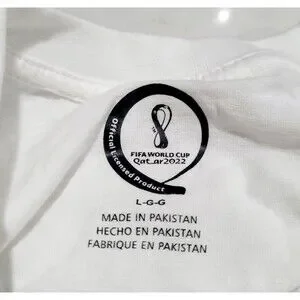 Official Licensed Product
FIFA WORLD CUP
Qatar2022
L-G-G
MADE IN PAKISTAN
HECHO EN PAKISTAN
FABRIQUE EN PAKISTAN